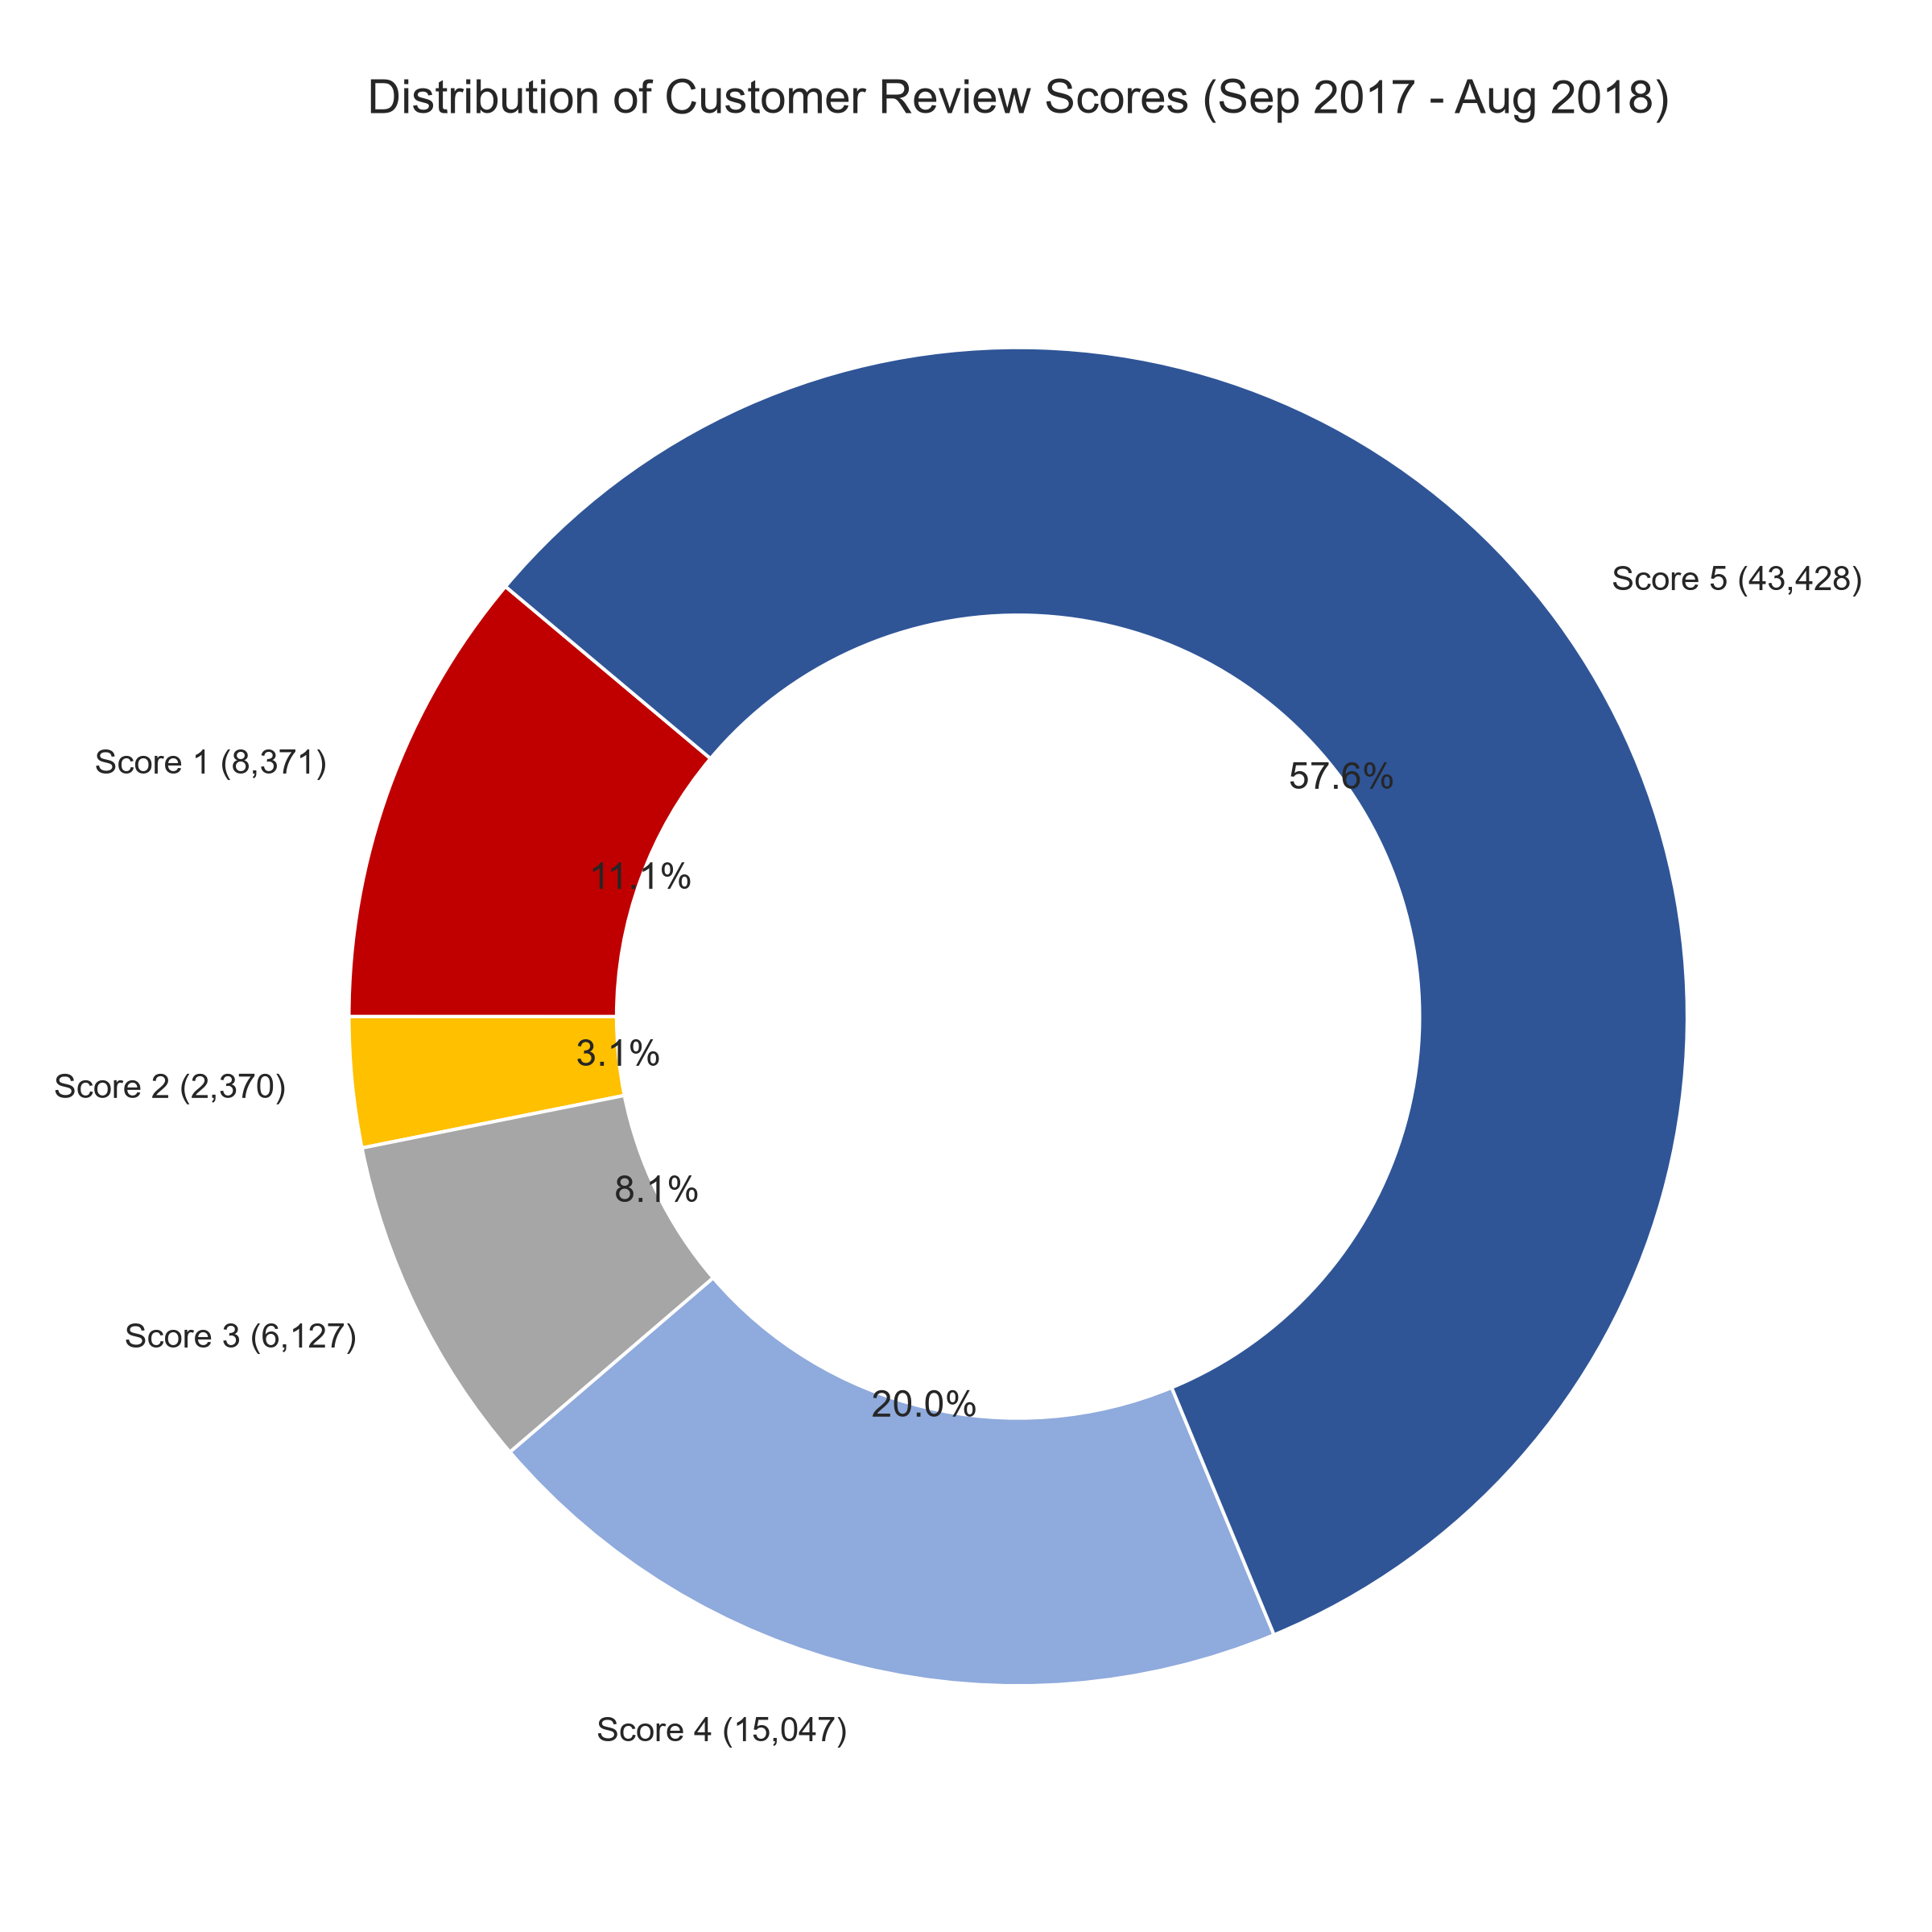 Distribution of Customer Review Scores (Sep 2017 - Aug 2018)
Score 5 (43,428)
57.6%
Score 1 (8,371)
11.1%
Score 2 (2,370)
3.1%
Score 3 (6,127)
8.1%
Score 4 (15,047)
20.0%